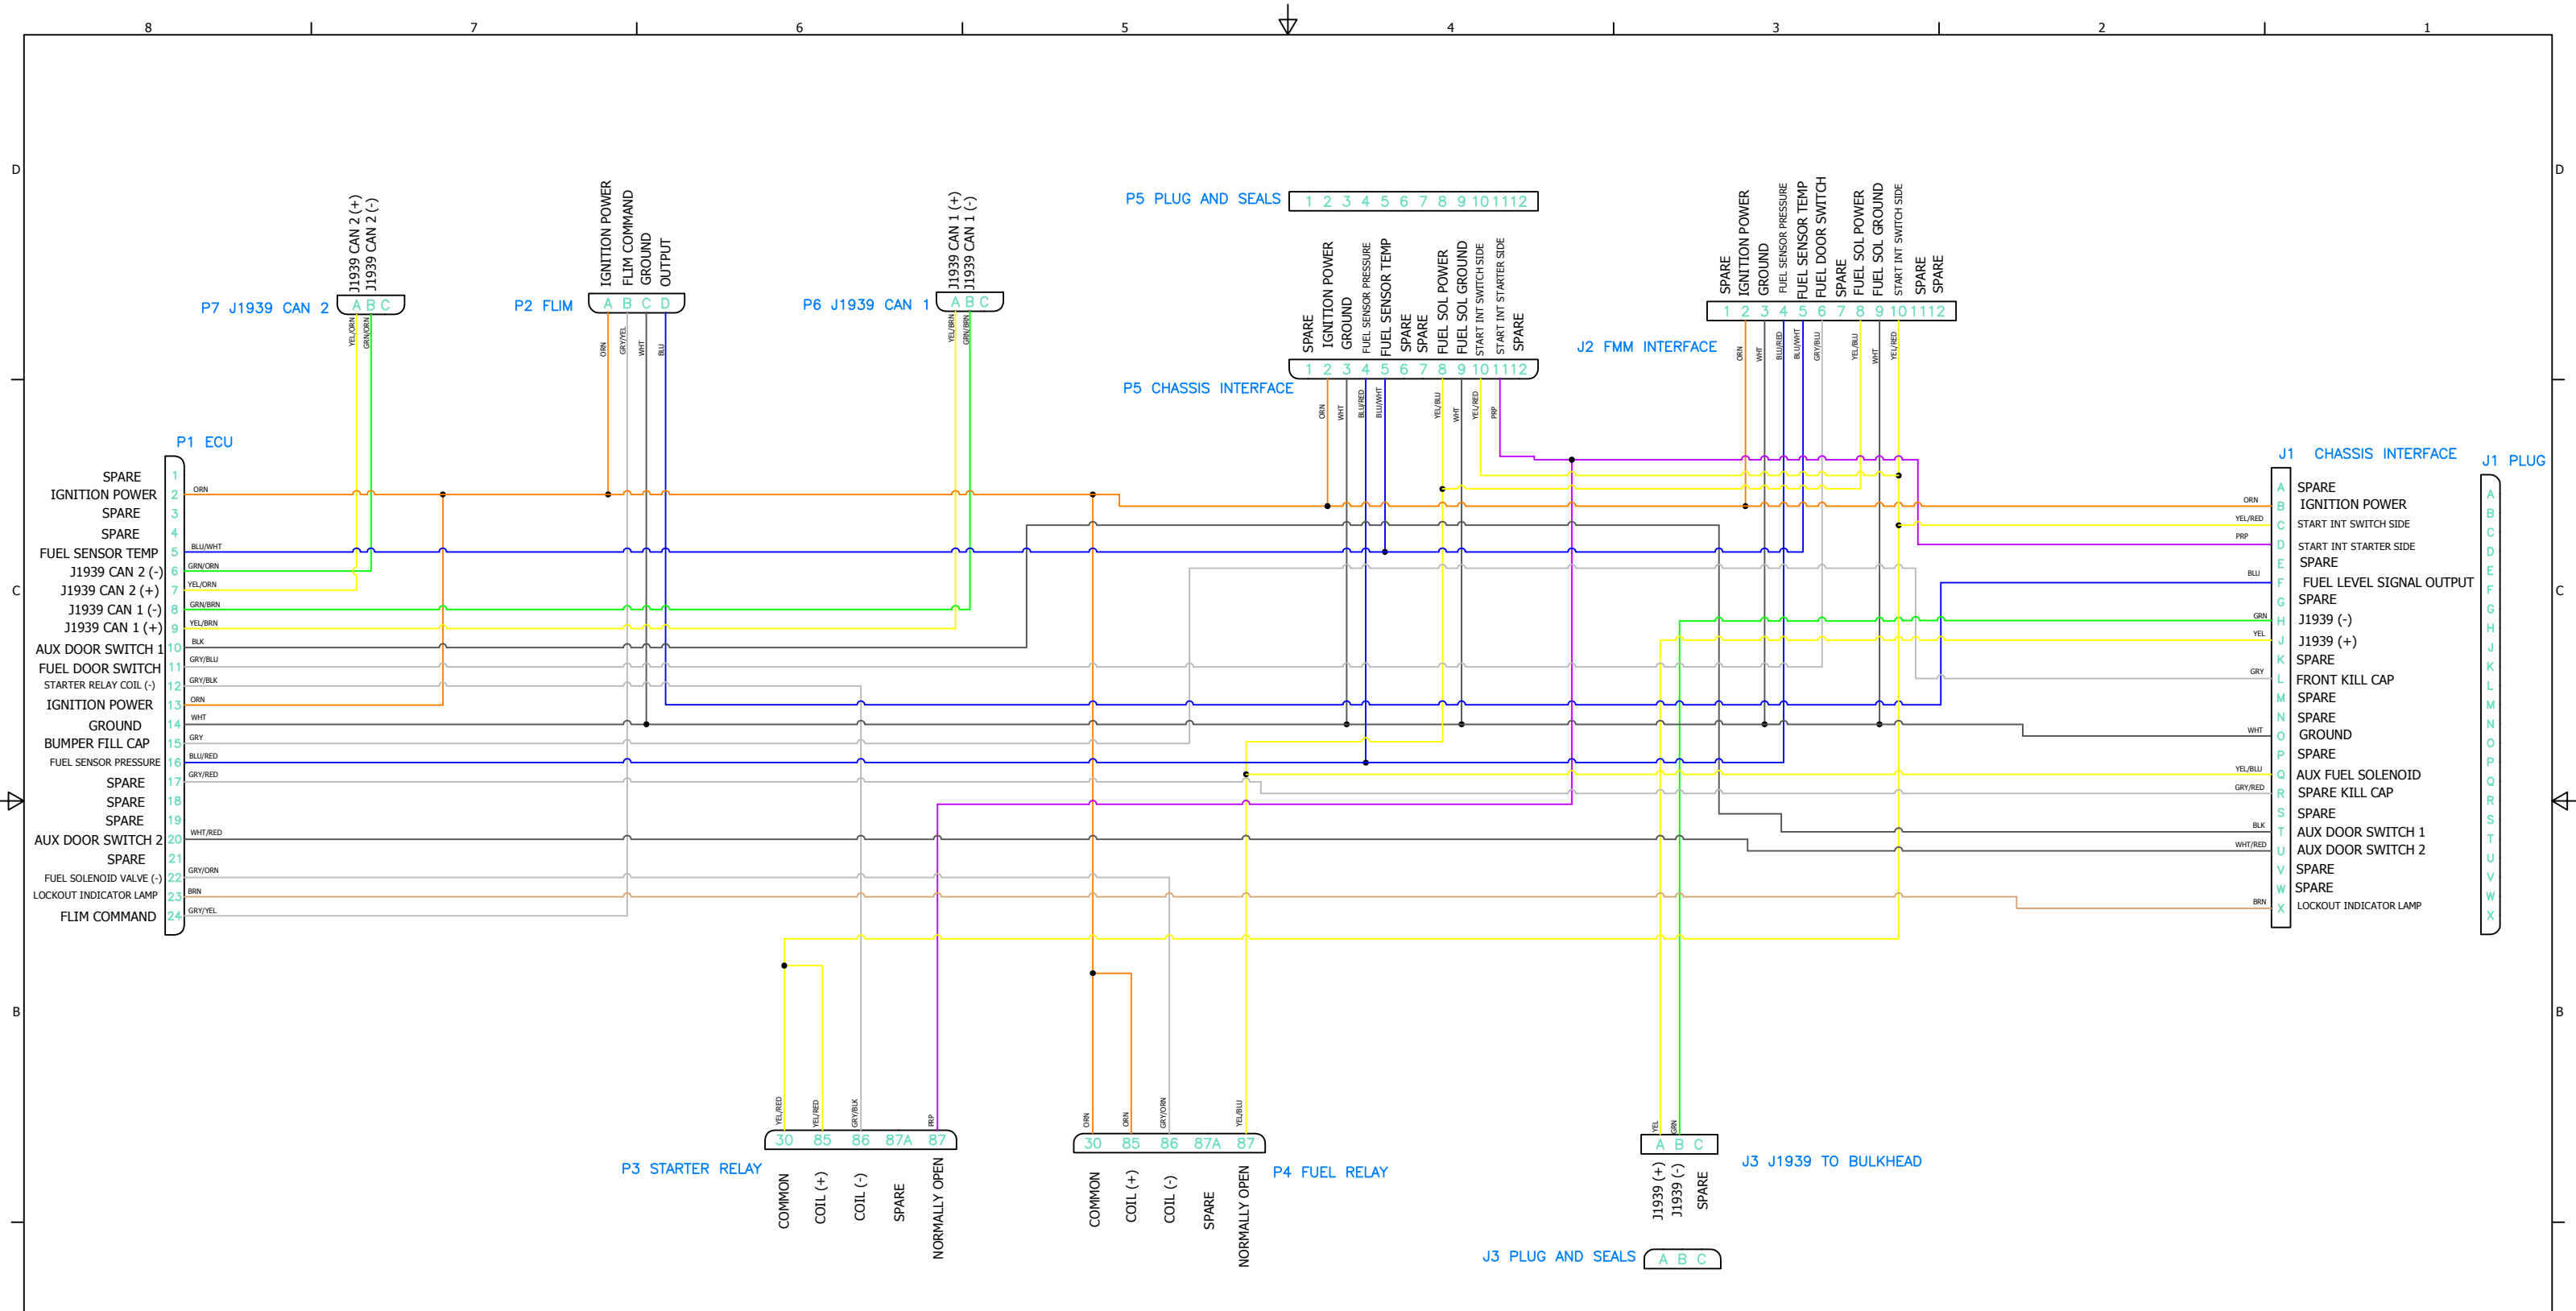 8 7 6 5 4 3 2 1
D D
C C
B B
P7 J1939 CAN 2
J1939 CAN 2 (+)
J1939 CAN 2 (-)
A B C
YEL/ORN
GRN/ORN
P2 FLIM
IGNITION POWER
FLIM COMMAND
GROUND
OUTPUT
A B C D
ORN
GRY/YEL
WHT
BLU
P6 J1939 CAN 1
J1939 CAN 1 (+)
J1939 CAN 1 (-)
A B C
YEL/BRN
GRN/BRN
P5 PLUG AND SEALS
1 2 3 4 5 6 7 8 9 10 11 12
P5 CHASSIS INTERFACE
SPARE
IGNITION POWER
GROUND
FUEL SENSOR PRESSURE
FUEL SENSOR TEMP
SPARE
SPARE
FUEL SOL POWER
FUEL SOL GROUND
START INT SWITCH SIDE
START INT STARTER SIDE
SPARE
1 2 3 4 5 6 7 8 9 10 11 12
ORN
WHT
BLU/RED
BLU/WHT
YEL/BLU
WHT
YEL/RED
PRP
J2 FMM INTERFACE
SPARE
IGNITION POWER
GROUND
FUEL SENSOR PRESSURE
FUEL SENSOR TEMP
FUEL DOOR SWITCH
SPARE
FUEL SOL POWER
FUEL SOL GROUND
START INT SWITCH SIDE
SPARE
SPARE
1 2 3 4 5 6 7 8 9 10 11 12
ORN
WHT
BLU/RED
BLU/WHT
GRY/BLU
YEL/BLU
WHT
YEL/RED
P1 ECU
SPARE 1
IGNITION POWER 2 ORN
SPARE 3
SPARE 4
FUEL SENSOR TEMP 5 BLU/WHT
J1939 CAN 2 (-) 6 GRN/ORN
J1939 CAN 2 (+) 7 YEL/ORN
J1939 CAN 1 (-) 8 GRN/BRN
J1939 CAN 1 (+) 9 YEL/BRN
AUX DOOR SWITCH 1 10 BLK
FUEL DOOR SWITCH 11 GRY/BLU
STARTER RELAY COIL (-) 12 GRY/BLK
IGNITION POWER 13 ORN
GROUND 14 WHT
BUMPER FILL CAP 15 GRY
FUEL SENSOR PRESSURE 16 BLU/RED
SPARE 17 GRY/RED
SPARE 18
SPARE 19
AUX DOOR SWITCH 2 20 WHT/RED
SPARE 21
FUEL SOLENOID VALVE (-) 22 GRY/ORN
LOCKOUT INDICATOR LAMP 23 BRN
FLIM COMMAND 24 GRY/YEL
J1 CHASSIS INTERFACE
A SPARE
ORN B IGNITION POWER
YEL/RED C START INT SWITCH SIDE
PRP D START INT STARTER SIDE
E SPARE
BLU F FUEL LEVEL SIGNAL OUTPUT
G SPARE
GRN H J1939 (-)
YEL J J1939 (+)
K SPARE
GRY L FRONT KILL CAP
M SPARE
N SPARE
WHT O GROUND
P SPARE
YEL/BLU Q AUX FUEL SOLENOID
GRY/RED R SPARE KILL CAP
S SPARE
BLK T AUX DOOR SWITCH 1
WHT/RED U AUX DOOR SWITCH 2
V SPARE
W SPARE
BRN X LOCKOUT INDICATOR LAMP
J1 PLUG
A
B
C
D
E
F
G
H
J
K
L
M
N
O
P
Q
R
S
T
U
V
W
X
P3 STARTER RELAY
YEL/RED
YEL/RED
GRY/BLK
PRP
30 85 86 87A 87
COMMON
COIL (+)
COIL (-)
SPARE
NORMALLY OPEN
P4 FUEL RELAY
ORN
ORN
GRY/ORN
YEL/BLU
30 85 86 87A 87
COMMON
COIL (+)
COIL (-)
SPARE
NORMALLY OPEN
J3 J1939 TO BULKHEAD
YEL
GRN
A B C
J1939 (+)
J1939 (-)
SPARE
J3 PLUG AND SEALS
A B C